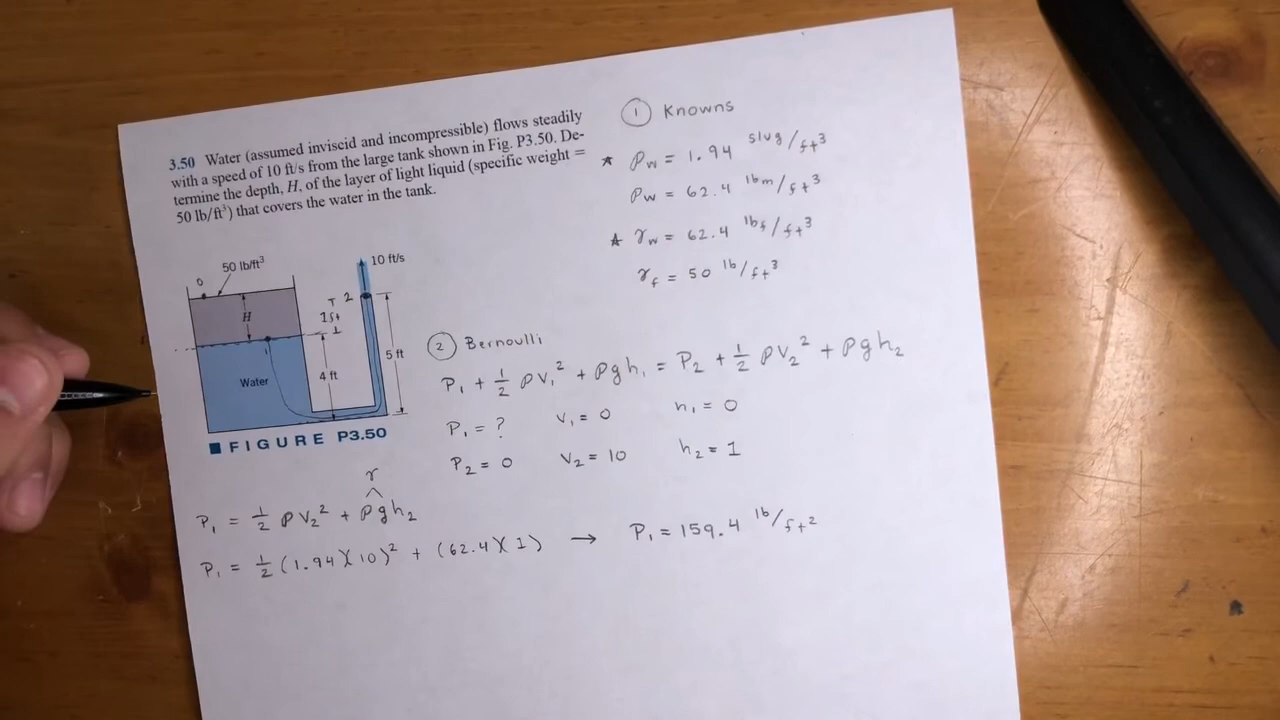 3.50 Water (assumed inviscid and incompressible) flows steadily
with a speed of 10 ft/s from the large tank shown in Fig. P3.50. De-
termine the depth, H, of the layer of light liquid (specific weight =
50 lb/ft³) that covers the water in the tank.
① Knowns
* ρw = 1.94 slug/ft³
ρw = 62.4 lbm/ft³
* γw = 62.4 lbf/ft³
γf = 50 lb/ft³
0
50 lb/ft³
10 ft/s
2
H
1ft
1
5 ft
4 ft
Water
FIGURE P3.50
② Bernoulli
P₁ + ½ ρV₁² + ρgh₁ = P₂ + ½ ρV₂² + ρgh₂
P₁ = ? V₁ = 0 h₁ = 0
P₂ = 0 V₂ = 10 h₂ = 1
γ
P₁ = ½ ρV₂² + ρgh₂
P₁ = ½ (1.94)(10)² + (62.4)(1) → P₁ = 159.4 lb/ft²